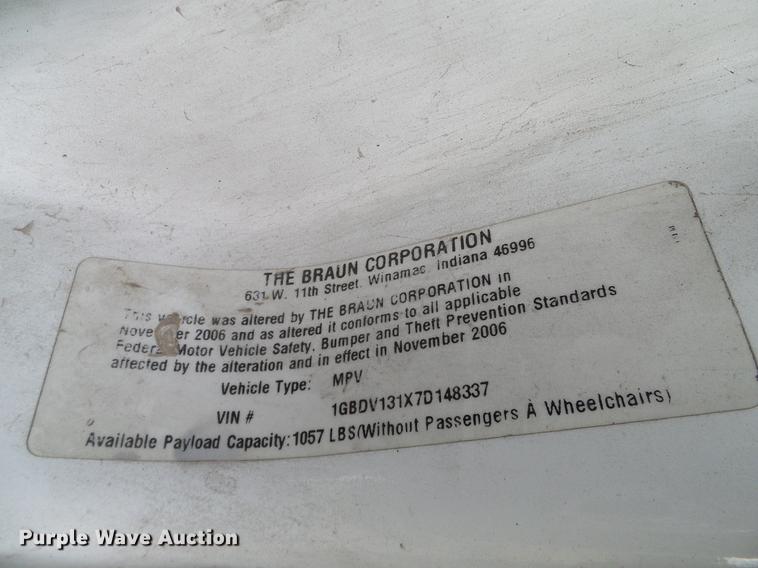 THE BRAUN CORPORATION
631 W. 11th Street, Winamac, Indiana 46996
This vehicle was altered by THE BRAUN CORPORATION in
November 2006 and as altered it conforms to all applicable
Federal Motor Vehicle Safety, Bumper and Theft Prevention Standards
affected by the alteration and in effect in November 2006
Vehicle Type: MPV
VIN # 1GBDV131X7D148337
Available Payload Capacity: 1057 LBS(Without Passengers À Wheelchairs)
Purple Wave Auction